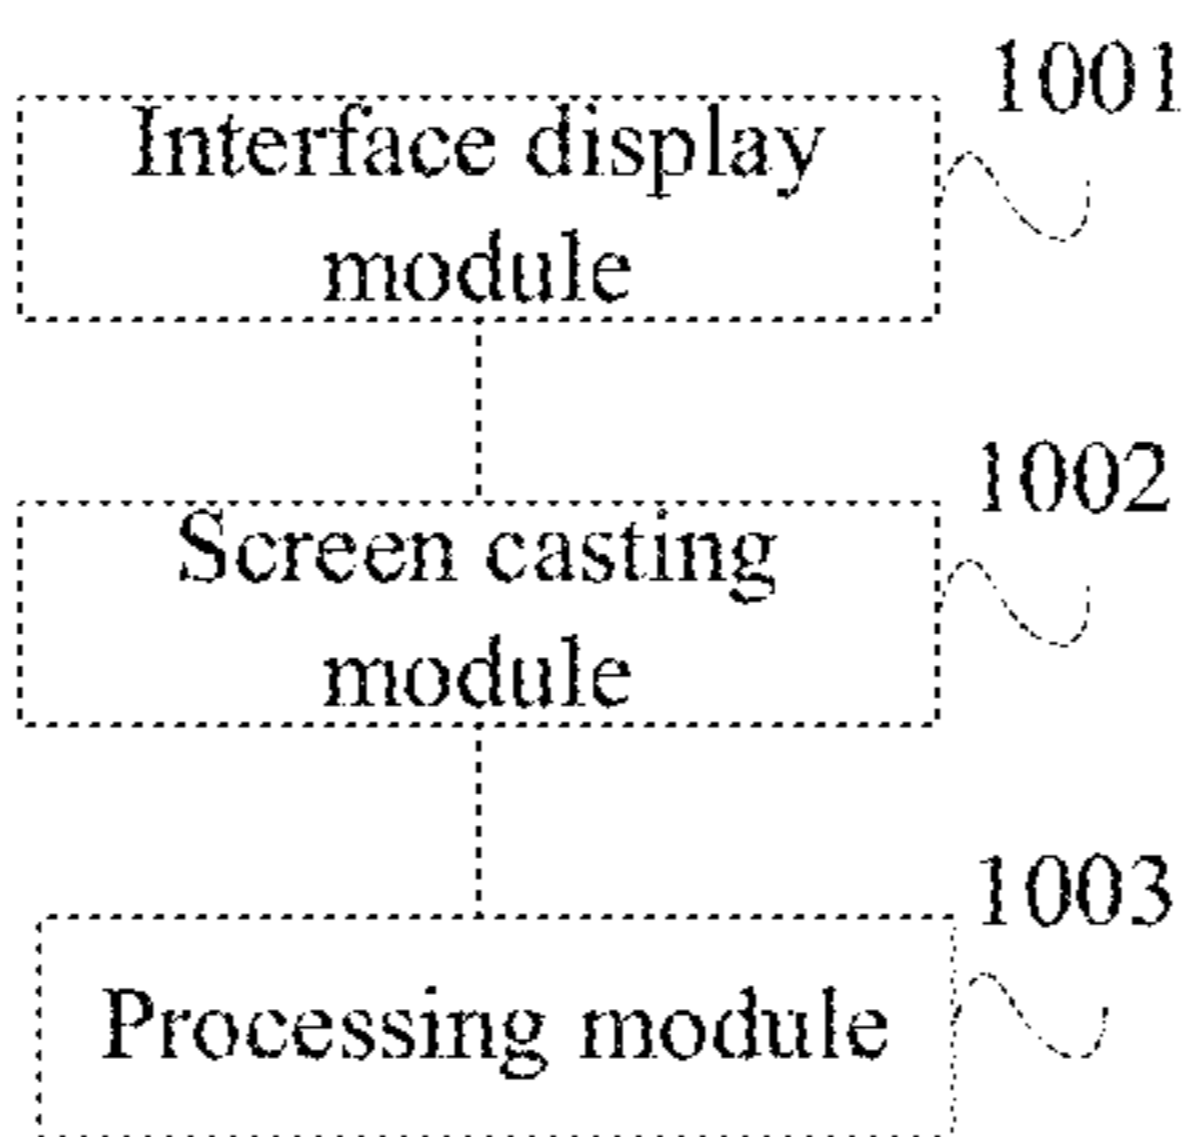 1001
Interface display
module
1002
Screen casting
module
1003
Processing module